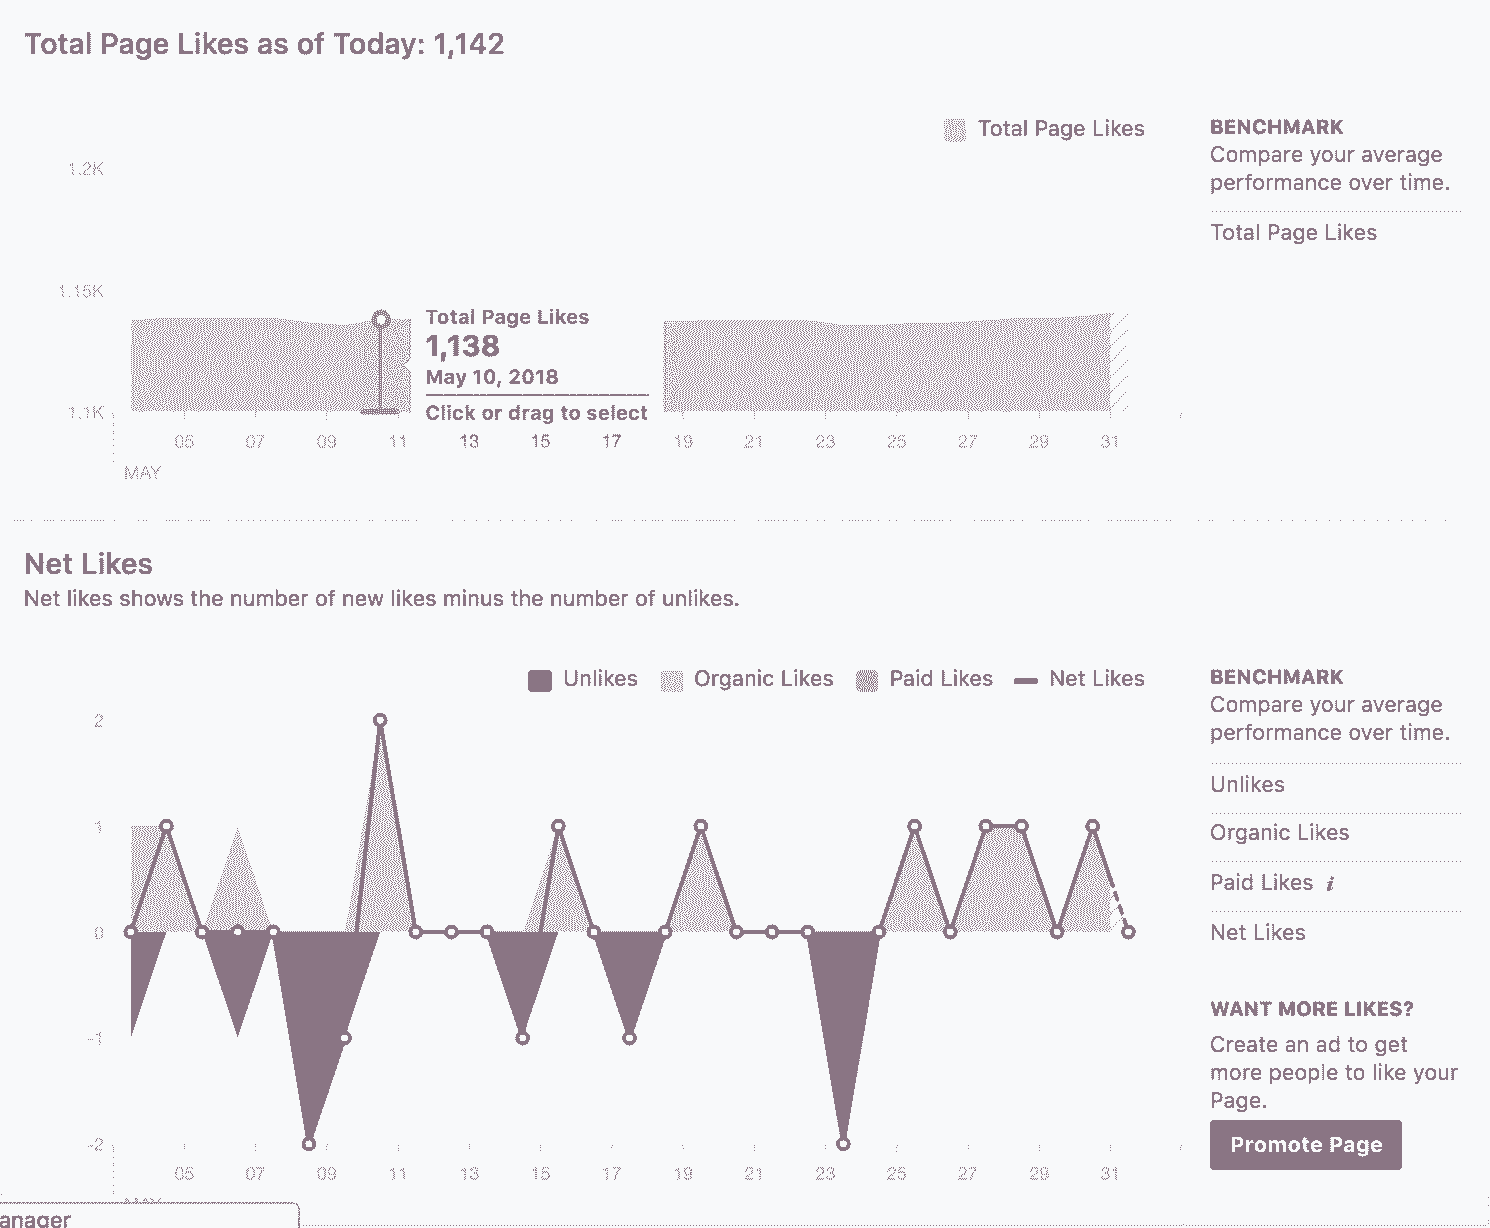 Total Page Likes as of Today: 1,142
Total Page Likes
BENCHMARK
Compare your average
performance over time.
Total Page Likes
1.2K
1.15K
1.1K
Total Page Likes
1,138
May 10, 2018
Click or drag to select
05 07 09 11 13 15 17 19 21 23 25 27 29 31
MAY
Net Likes
Net likes shows the number of new likes minus the number of unlikes.
Unlikes Organic Likes Paid Likes Net Likes
BENCHMARK
Compare your average
performance over time.
Unlikes
Organic Likes
Paid Likes i
Net Likes
2
1
0
-1
-2
05 07 09 11 13 15 17 19 21 23 25 27 29 31
MAY
WANT MORE LIKES?
Create an ad to get
more people to like your
Page.
Promote Page
anager